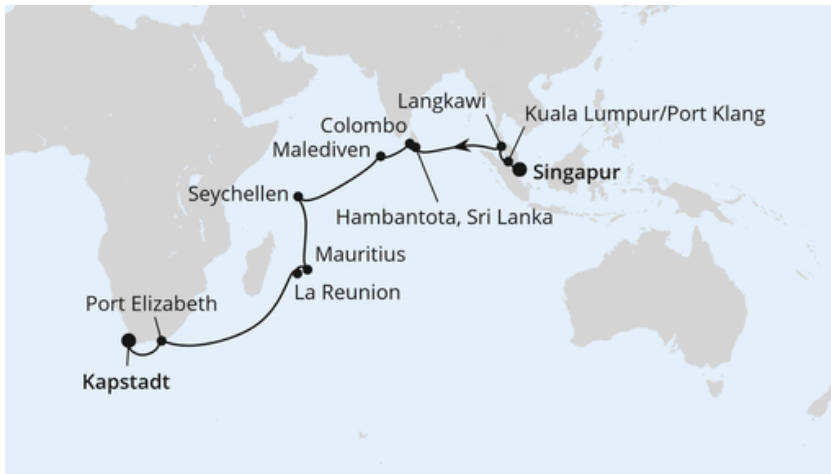 Langkawi
Kuala Lumpur/Port Klang
Colombo
Malediven
Singapur
Seychellen
Hambantota, Sri Lanka
Mauritius
La Reunion
Port Elizabeth
Kapstadt